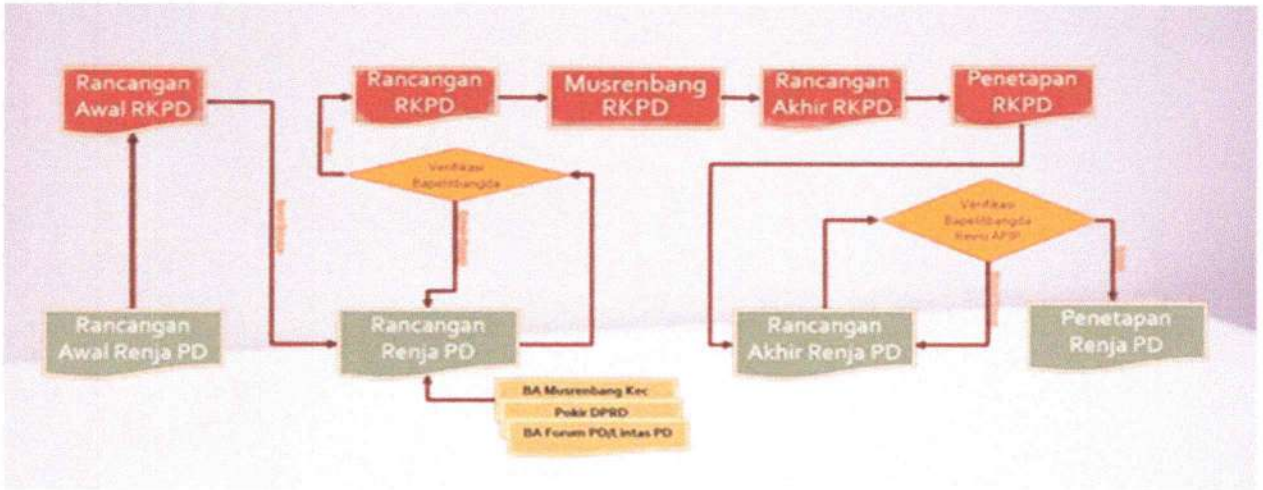 Rancangan
Awal RKPD
Rancangan
RKPD
Musrenbang
RKPD
Rancangan
Akhir RKPD
Penetapan
RKPD
Verifikasi
Bapelitbangda
Verifikasi
Bapelitbangda
Reviu APIP
Rancangan
Awal Renja PD
Rancangan
Renja PD
Rancangan
Akhir Renja PD
Penetapan
Renja PD
BA Musrenbang Kec
Pokir DPRD
BA Forum PD/Lintas PD